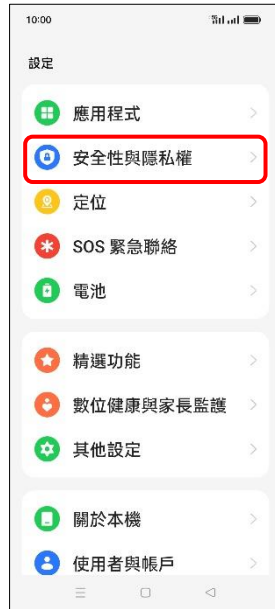 10:00
設定
應用程式
安全性與隱私權
定位
SOS 緊急聯絡
電池
精選功能
數位健康與家長監護
其他設定
關於本機
使用者與帳戶